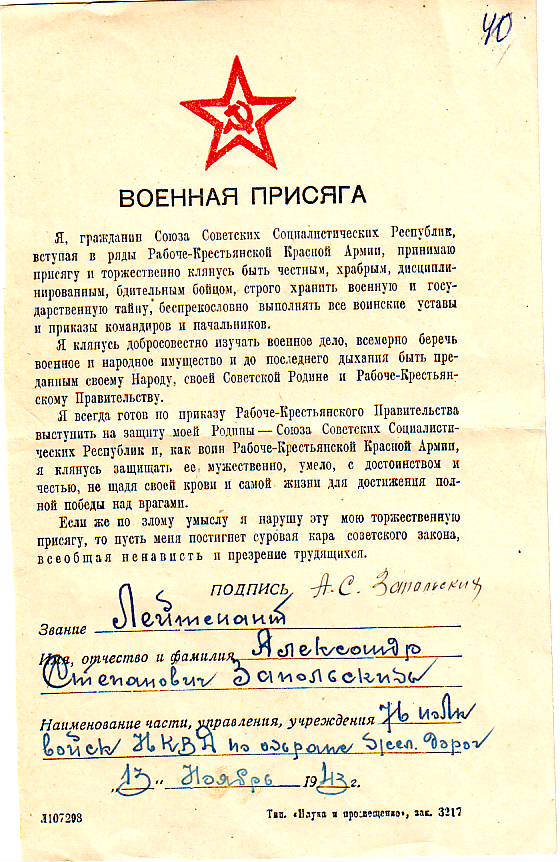 40
ВОЕННАЯ ПРИСЯГА
Я, гражданин Союза Советских Социалистических Республик,
вступая в ряды Рабоче-Крестьянской Красной Армии, принимаю
присягу и торжественно клянусь быть честным, храбрым, дисципли-
нированным, бдительным бойцом, строго хранить военную и госу-
дарственную тайну, беспрекословно выполнять все воинские уставы
и приказы командиров и начальников.
Я клянусь добросовестно изучать военное дело, всемерно беречь
военное и народное имущество и до последнего дыхания быть пре-
данным своему Народу, своей Советской Родине и Рабоче-Крестьян-
скому Правительству.
Я всегда готов по приказу Рабоче-Крестьянского Правительства
выступить на защиту моей Родины — Союза Советских Социалисти-
ческих Республик и, как воин Рабоче-Крестьянской Красной Армии,
я клянусь защищать ее мужественно, умело, с достоинством и
честью, не щадя своей крови и самой жизни для достижения пол-
ной победы над врагами.
Если же по злому умыслу я нарушу эту мою торжественную
присягу, то пусть меня постигнет суровая кара советского закона,
всеобщая ненависть и презрение трудящихся.
ПОДПИСЬ А. С. Запольский
Звание Лейтенант
Имя, отчество и фамилия Александр
Степанович Запольский
Наименование части, управления, учреждения 76 полк
войск НКВД по охране жел. дорог
„13" Ноябрь 1943 г.
Л107298
Тип. «Наука и просвещение», зак. 3217